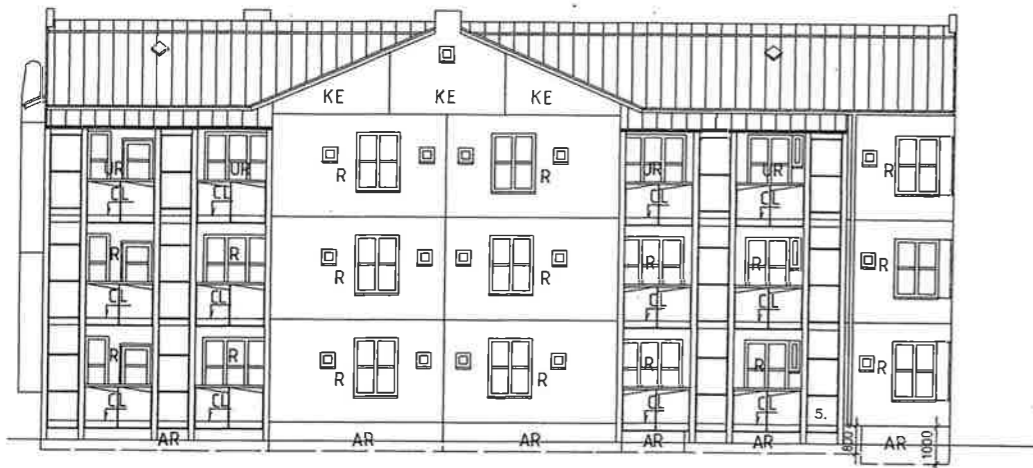 KE KE KE
UR UR R R UR UR R
CL CL CL CL
R R R R R R R
CL CL CL CL
R R R R R R R
CL CL CL CL 5.
AR AR AR AR AR 800 AR 1000